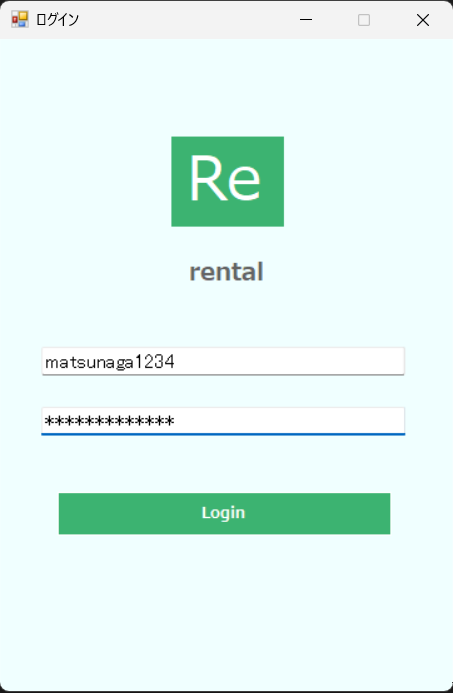 ログイン
Re
rental
matsunaga1234
*************
Login